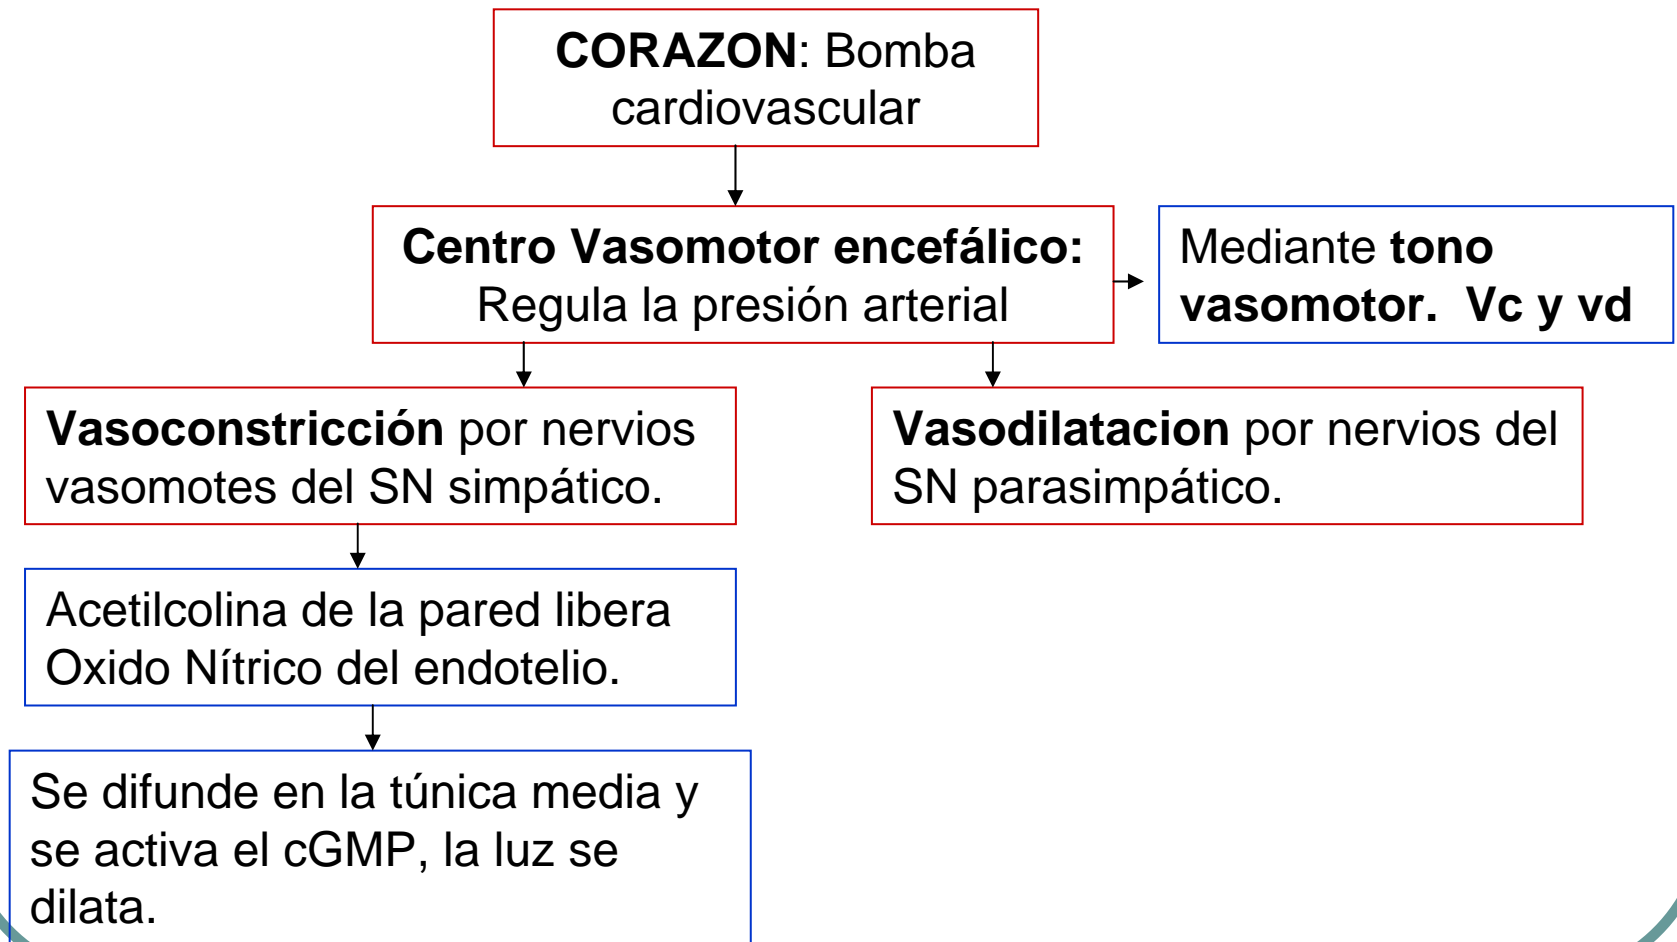 CORAZON: Bomba
cardiovascular
Centro Vasomotor encefálico:
Regula la presión arterial
Mediante tono
vasomotor.  Vc y vd
Vasoconstricción por nervios
vasomotes del SN simpático.
Vasodilatacion por nervios del
SN parasimpático.
Acetilcolina de la pared libera
Oxido Nítrico del endotelio.
Se difunde en la túnica media y
se activa el cGMP, la luz se
dilata.